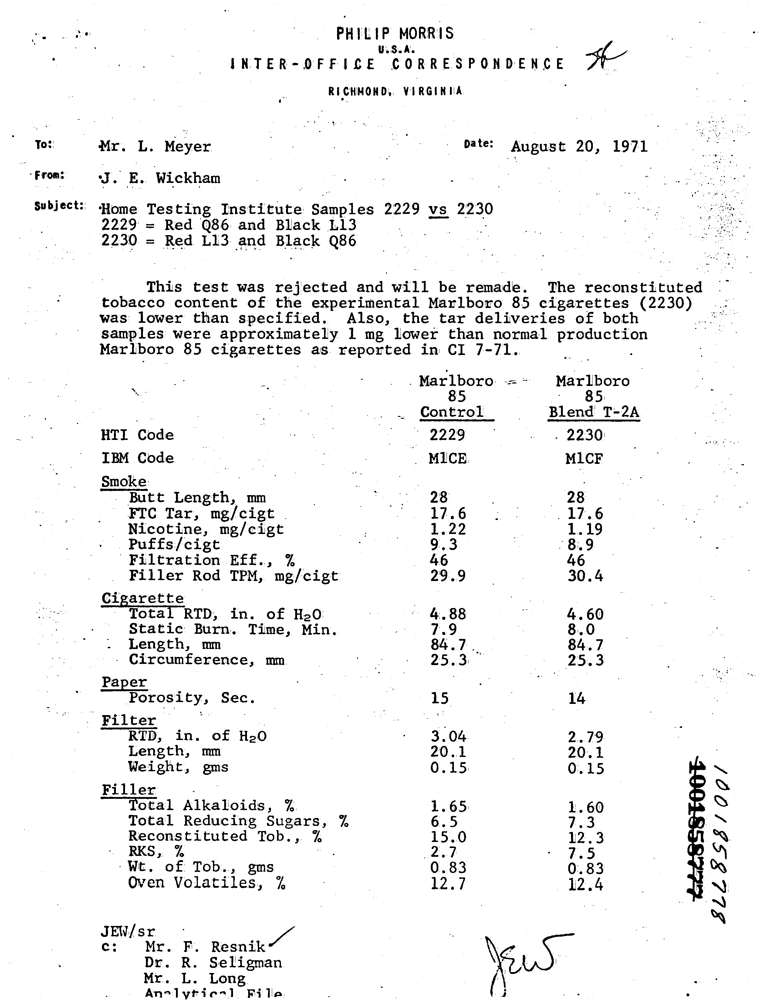 PHILIP MORRIS
U.S.A.
INTER-OFFICE CORRESPONDENCE
RICHMOND, VIRGINIA
To: Mr. L. Meyer Date: August 20, 1971
From: J. E. Wickham
Subject: Home Testing Institute Samples 2229 vs 2230
2229 = Red Q86 and Black L13
2230 = Red L13 and Black Q86
This test was rejected and will be remade. The reconstituted
tobacco content of the experimental Marlboro 85 cigarettes (2230)
was lower than specified. Also, the tar deliveries of both
samples were approximately 1 mg lower than normal production
Marlboro 85 cigarettes as reported in CI 7-71.
Marlboro Marlboro
85 85
Control Blend T-2A
HTI Code 2229 2230
IBM Code M1CE M1CF
Smoke
Butt Length, mm 28 28
FTC Tar, mg/cigt 17.6 17.6
Nicotine, mg/cigt 1.22 1.19
Puffs/cigt 9.3 8.9
Filtration Eff., % 46 46
Filler Rod TPM, mg/cigt 29.9 30.4
Cigarette
Total RTD, in. of H2O 4.88 4.60
Static Burn. Time, Min. 7.9 8.0
Length, mm 84.7 84.7
Circumference, mm 25.3 25.3
Paper
Porosity, Sec. 15 14
Filter
RTD, in. of H2O 3.04 2.79
Length, mm 20.1 20.1
Weight, gms 0.15 0.15
Filler
Total Alkaloids, % 1.65 1.60
Total Reducing Sugars, % 6.5 7.3
Reconstituted Tob., % 15.0 12.3
RKS, % 2.7 7.5
Wt. of Tob., gms 0.83 0.83
Oven Volatiles, % 12.7 12.4
1001858777
1001858778
JEW/sr
c: Mr. F. Resnik
Dr. R. Seligman
Mr. L. Long
Analytical File
JEW